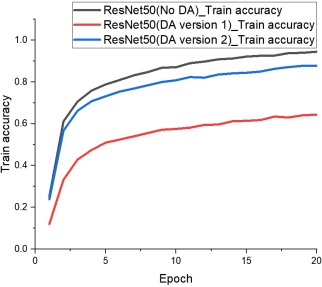 ResNet50(No DA)_Train accuracy
ResNet50(DA version 1)_Train accuracy
ResNet50(DA version 2)_Train accuracy
1.0
0.8
0.6
0.4
0.2
0.0
Train accuracy
0
5
10
15
20
Epoch